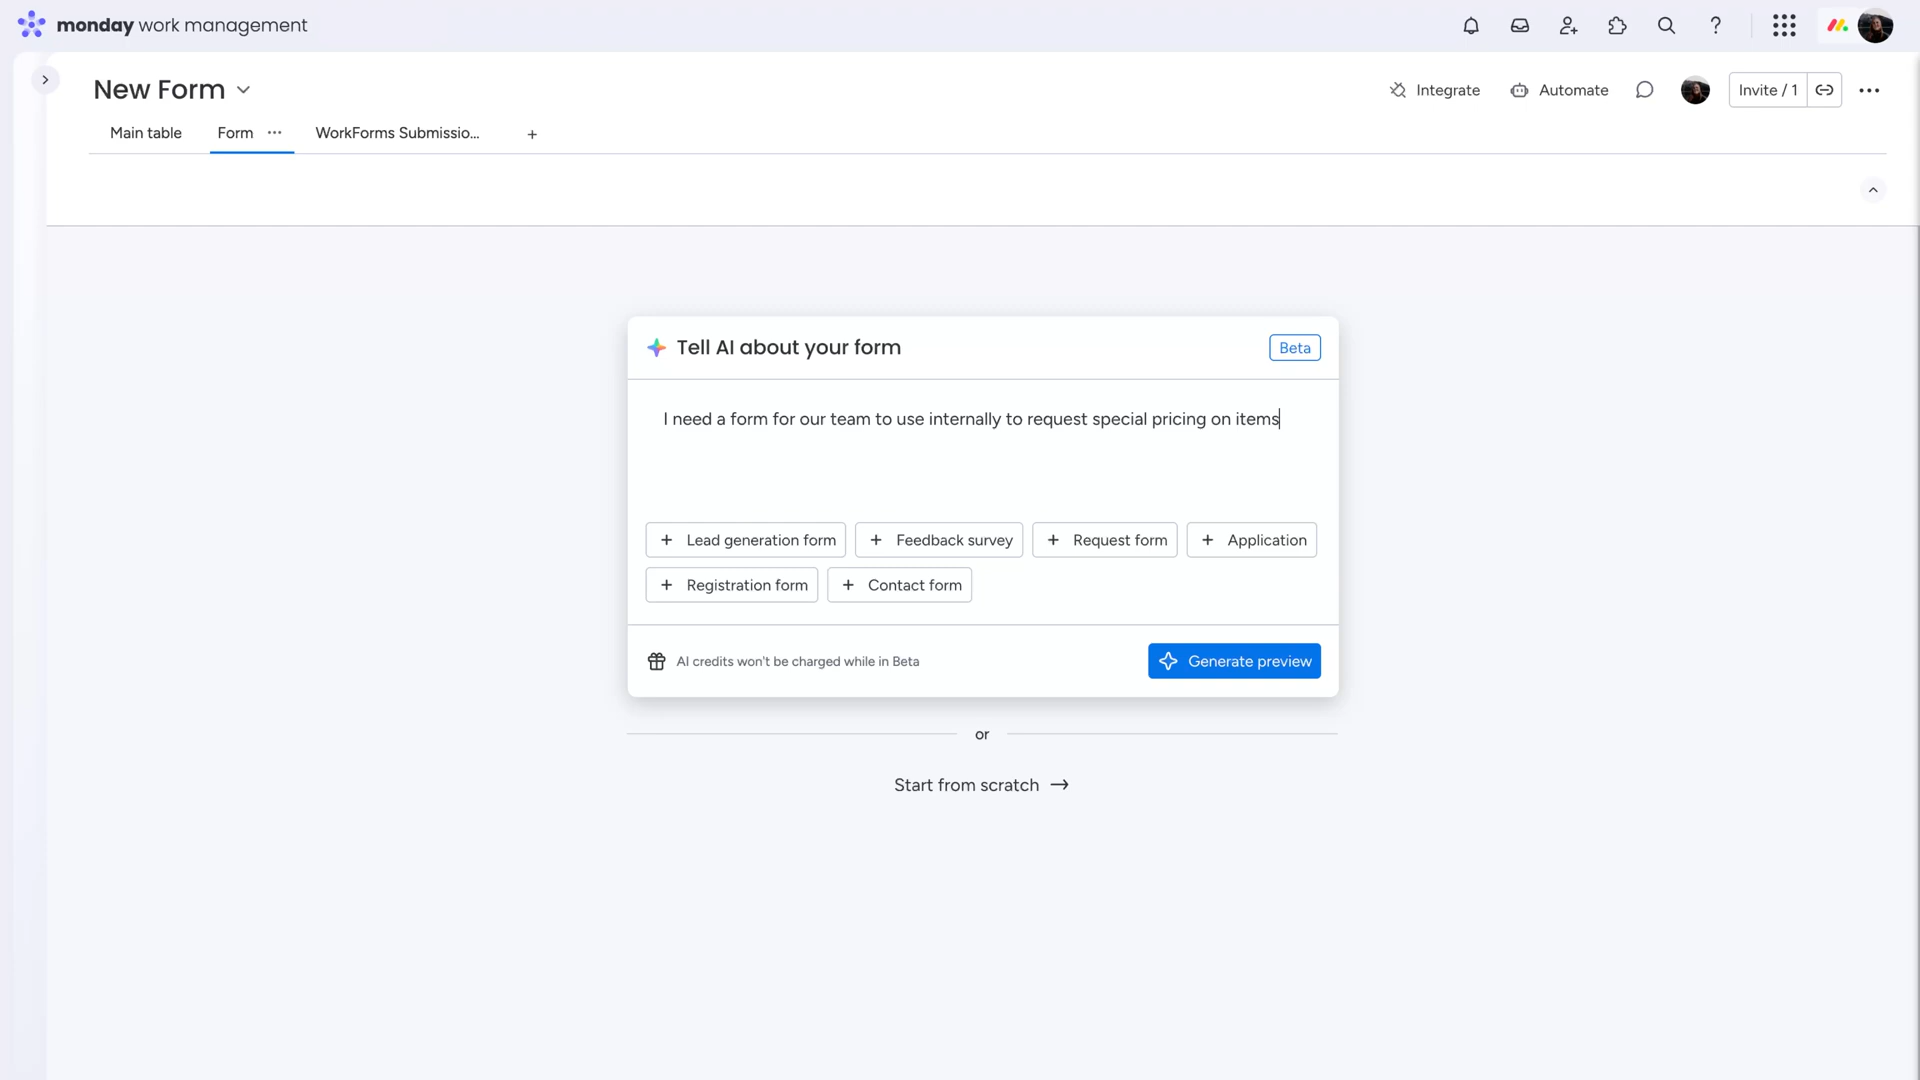 monday work management
New Form
Integrate
Automate
Invite / 1
Main table
Form
WorkForms Submissio...
Tell AI about your form
Beta
I need a form for our team to use internally to request special pricing on items
Lead generation form
Feedback survey
Request form
Application
Registration form
Contact form
AI credits won't be charged while in Beta
Generate preview
or
Start from scratch